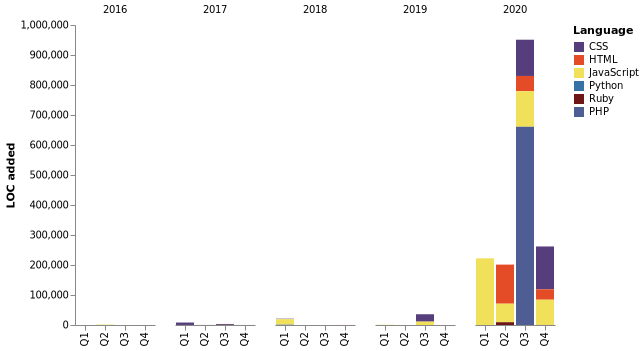 2016 2017 2018 2019 2020
Language
CSS
HTML
JavaScript
Python
Ruby
PHP
LOC added
1,000,000
900,000
800,000
700,000
600,000
500,000
400,000
300,000
200,000
100,000
0
Q1 Q2 Q3 Q4 Q1 Q2 Q3 Q4 Q1 Q2 Q3 Q4 Q1 Q2 Q3 Q4 Q1 Q2 Q3 Q4